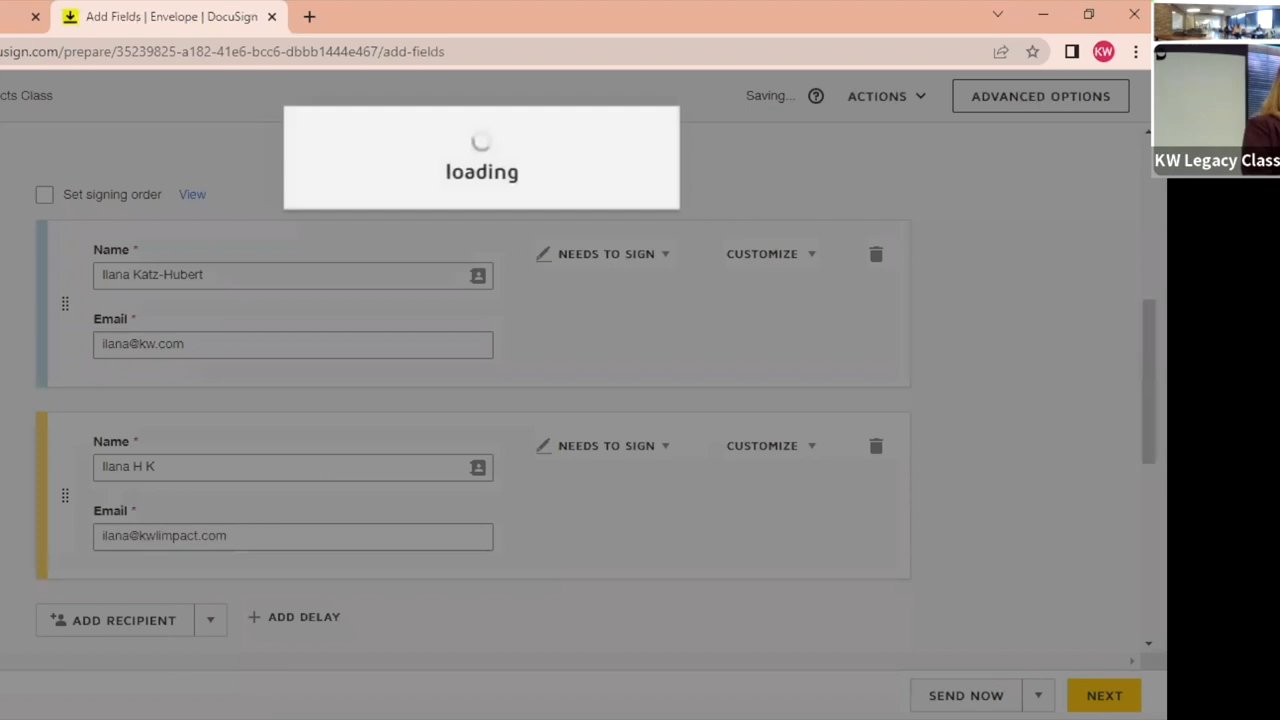 Add Fields | Envelope | DocuSign
usign.com/prepare/35239825-a182-41e6-bcc6-dbbb1444e467/add-fields
KW
cts Class
Saving...
ACTIONS
ADVANCED OPTIONS
loading
KW Legacy Class
Set signing order View
Name *
NEEDS TO SIGN
CUSTOMIZE
Ilana Katz-Hubert
Email *
ilana@kw.com
Name *
NEEDS TO SIGN
CUSTOMIZE
Ilana H K
Email *
ilana@kwlimpact.com
ADD RECIPIENT
ADD DELAY
SEND NOW
NEXT